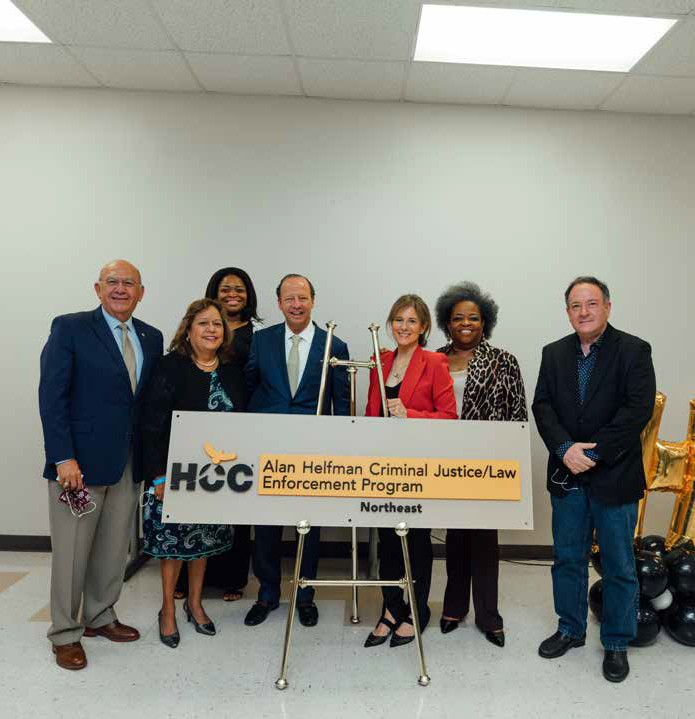 HCC
Alan Helfman Criminal Justice/Law
Enforcement Program
Northeast